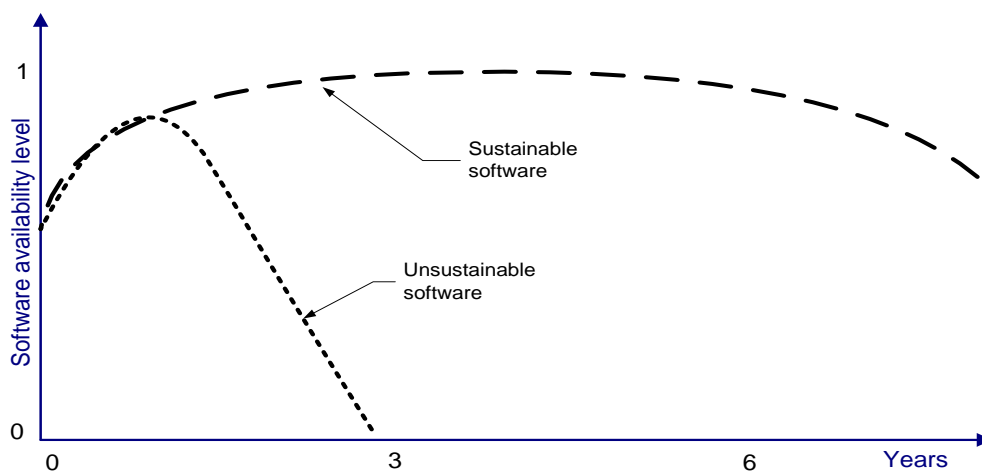 1
Software availability level
Sustainable
software
Unsustainable
software
0
0
3
6
Years